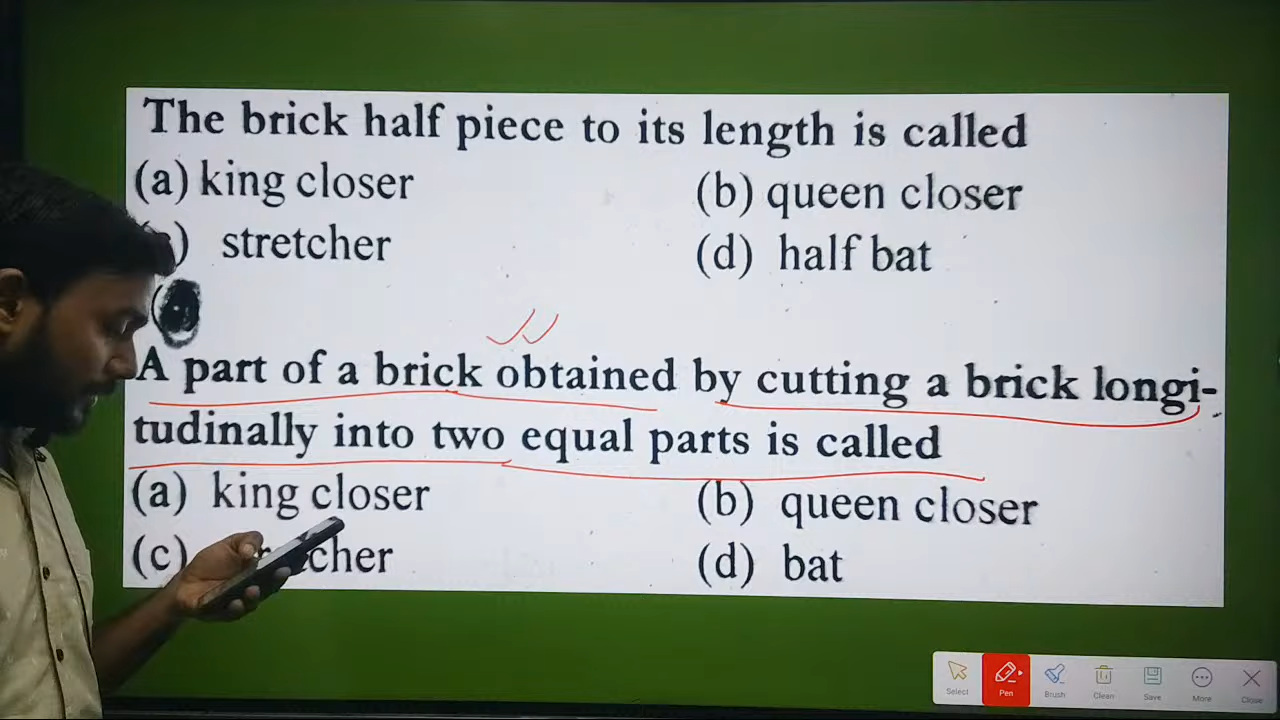 The brick half piece to its length is called
(a) king closer (b) queen closer
) stretcher (d) half bat
A part of a brick obtained by cutting a brick longi-
tudinally into two equal parts is called
(a) king closer (b) queen closer
(c) cher (d) bat
Select Pen Brush Clean Save More Close